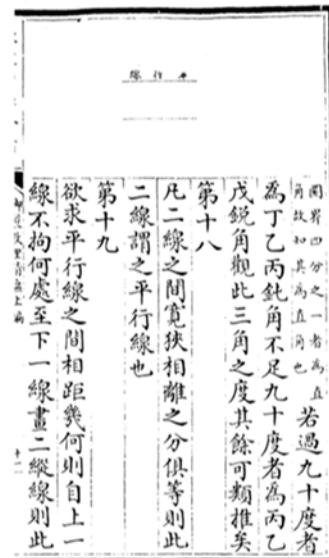 平行線
圜界四分之一者為直
角故知其為直角也
若過九十度者
為丁乙丙鈍角不足九十度者為丙乙
戊鋭角觀此三角之度其餘可類推矣
第十八
凡二線之間寬狹相離之分俱等則此
二線謂之平行線也
第十九
欲求平行線之間相距幾何則自上一
線不拘何處至下一線畫二縱線則此